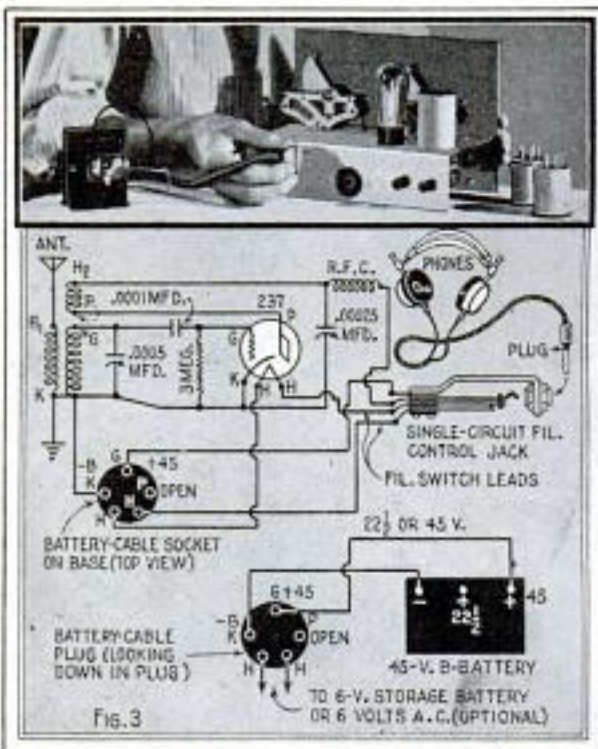 ANT.
H2
P.
.0001MFD.
237
P
R.F.C.
PHONES
G
G
.0005
MFD.
3MEG.
.00025
MFD.
PLUG
K
K
H
H
SINGLE-CIRCUIT FIL.
CONTROL JACK
FIL. SWITCH LEADS
G
+45
-B
K
P
OPEN
H
H
BATTERY-CABLE SOCKET
ON BASE (TOP VIEW)
22½ OR 45 V.
G+45
-B
K
P
OPEN
H
H
BATTERY-CABLE
PLUG (LOOKING
DOWN IN PLUG)
-
+
22½
+
45
45-V. B-BATTERY
TO 6-V. STORAGE BATTERY
OR 6 VOLTS A.C. (OPTIONAL)
FIG. 3